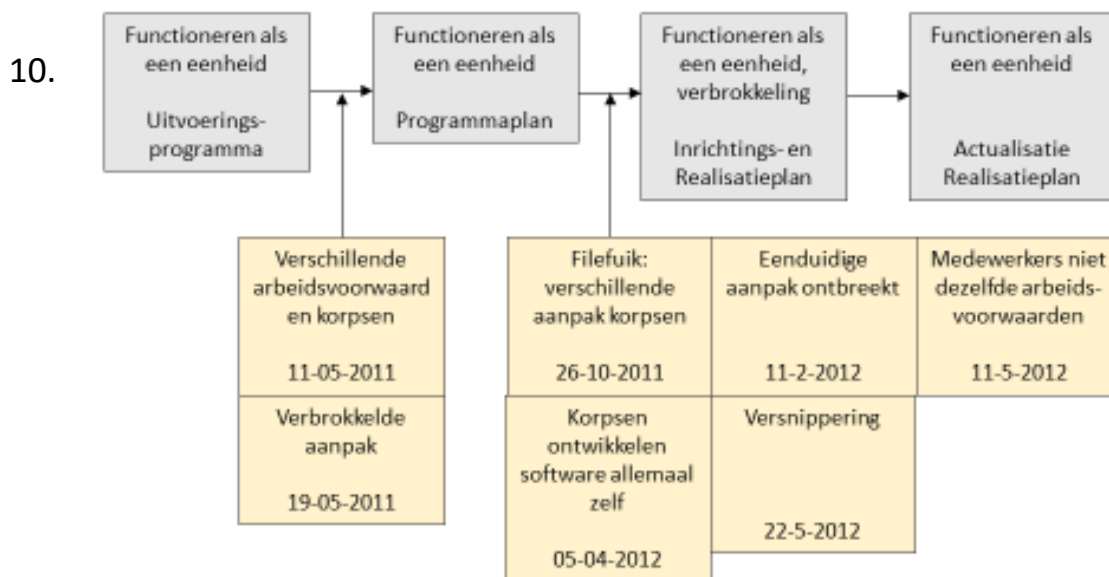 10.
Functioneren als
een eenheid
Uitvoerings-
programma
Functioneren als
een eenheid
Programmaplan
Functioneren als
een eenheid,
verbrokkeling
Inrichtings- en
Realisatieplan
Functioneren als
een eenheid
Actualisatie
Realisatieplan
Verschillende
arbeidsvoorwaard
en korpsen
11-05-2011
Verbrokkelde
aanpak
19-05-2011
Filefuik:
verschillende
aanpak korpsen
26-10-2011
Korpsen
ontwikkelen
software allemaal
zelf
05-04-2012
Eenduidige
aanpak ontbreekt
11-2-2012
Versnippering
22-5-2012
Medewerkers niet
dezelfde arbeids-
voorwaarden
11-5-2012